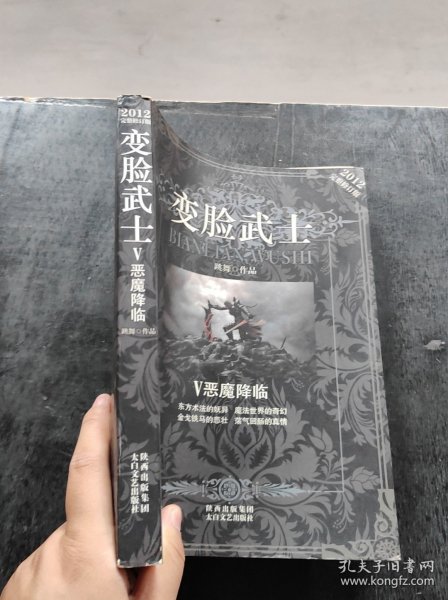 2012
完整修订版
变脸武士
V
恶魔降临
跳舞◎作品
陕西出版集团
太白文艺出版社
2012
完整修订版
变脸武士
BIANLIAN WUSHI
跳舞◎作品
V恶魔降临
东方术法的诡异 魔法世界的奇幻
金戈铁马的悲壮 荡气回肠的真情
陕西出版集团
太白文艺出版社
孔夫子旧书网
www.kongfz.com